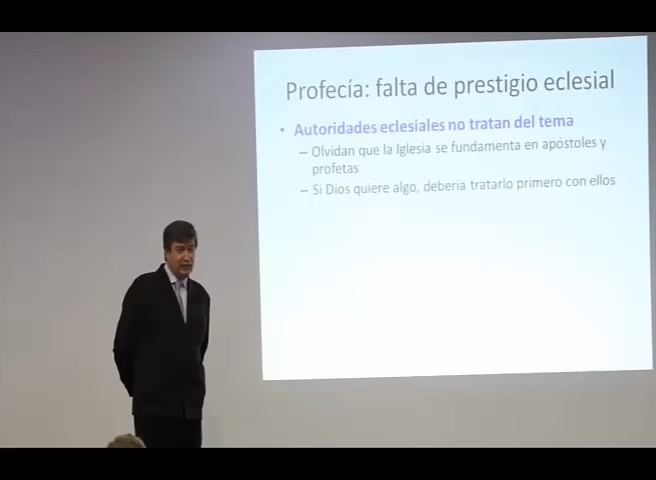 Profecía: falta de prestigio eclesial
• Autoridades eclesiales no tratan del tema
– Olvidan que la Iglesia se fundamenta en apóstoles y
profetas
– Si Dios quiere algo, debería tratarlo primero con ellos